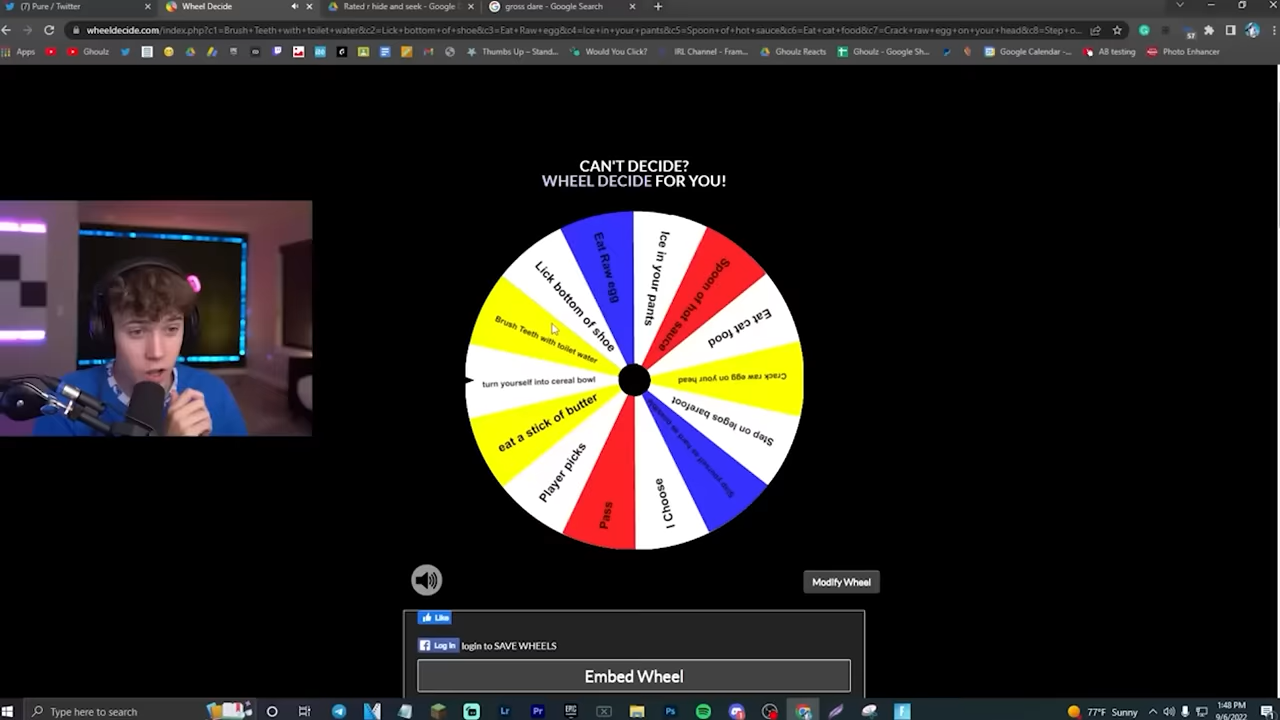 (7) Pure / Twitter
Wheel Decide
Rated r hide and seek - Google D
gross dare - Google Search
wheeldecide.com/index.php?c1=Brush+Teeth+with+toilet+water&c2=Lick+bottom+of+shoe&c3=Eat+Raw+egg&c4=Ice+in+your+pants&c5=Spoon+of+hot+sauce&c6=Eat+cat+food&c7=Crack+raw+egg+on+your+head&c8=Step+o...
Apps
Ghoulz
Thumbs Up – Stand...
Would You Click?
IRL Channel - Fram...
Ghoulz Reacts
Ghoulz - Google Sh...
Google Calendar -...
AB testing
Photo Enhancer
CAN'T DECIDE?
WHEEL DECIDE FOR YOU!
Eat Raw egg
Ice in your pants
Spoon of hot sauce
Eat cat food
Crack raw egg on your head
Step on legos barefoot
Slap yourself as hard as
I Choose
Pass
Player picks
eat a stick of butter
turn yourself into cereal bowl
Brush Teeth with toilet water
Lick bottom of shoe
Modify Wheel
Like
Log In login to SAVE WHEELS
Embed Wheel
Type here to search
77°F Sunny
1:48 PM